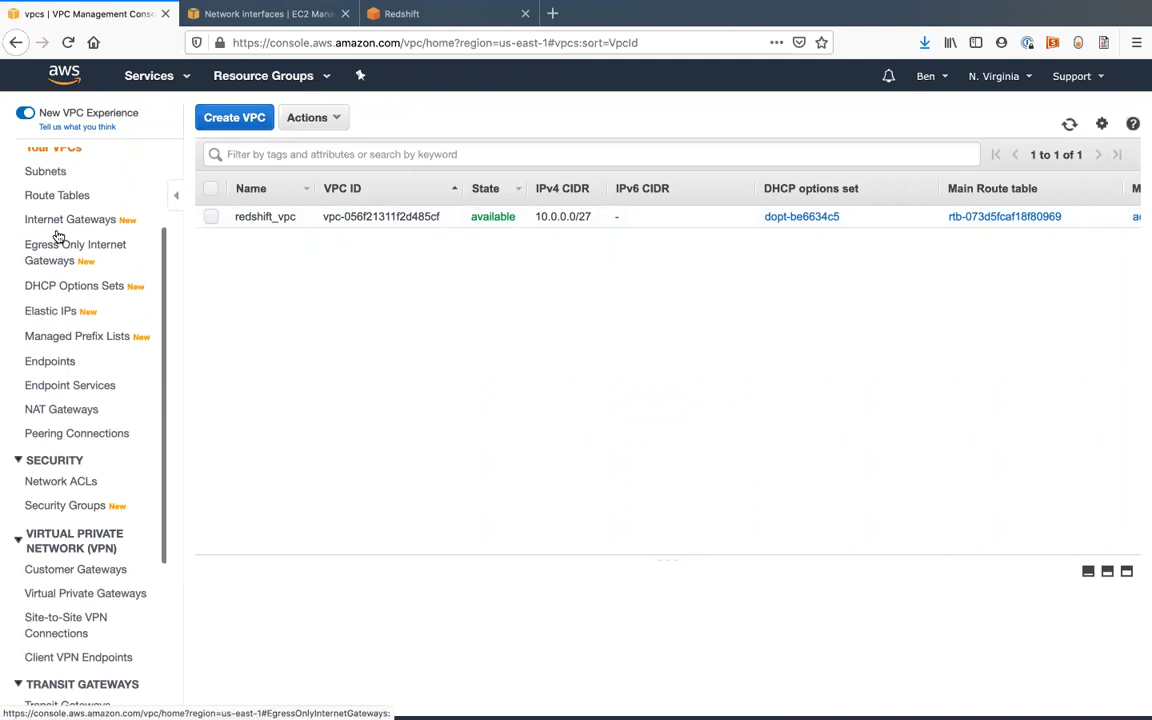 vpcs | VPC Management Conso
Network interfaces | EC2 Mana
Redshift
https://console.aws.amazon.com/vpc/home?region=us-east-1#vpcs:sort=VpcId
aws
Services
Resource Groups
Ben
N. Virginia
Support
New VPC Experience
Tell us what you think
Your VPCs
Subnets
Route Tables
Internet Gateways New
Egress Only Internet
Gateways New
DHCP Options Sets New
Elastic IPs New
Managed Prefix Lists New
Endpoints
Endpoint Services
NAT Gateways
Peering Connections
SECURITY
Network ACLs
Security Groups New
VIRTUAL PRIVATE
NETWORK (VPN)
Customer Gateways
Virtual Private Gateways
Site-to-Site VPN
Connections
Client VPN Endpoints
TRANSIT GATEWAYS
Transit Gateways
Create VPC
Actions
Filter by tags and attributes or search by keyword
1 to 1 of 1
Name VPC ID State IPv4 CIDR IPv6 CIDR DHCP options set Main Route table M
redshift_vpc vpc-056f21311f2d485cf available 10.0.0.0/27 - dopt-be6634c5 rtb-073d5fcaf18f80969 a
https://console.aws.amazon.com/vpc/home?region=us-east-1#EgressOnlyInternetGateways: